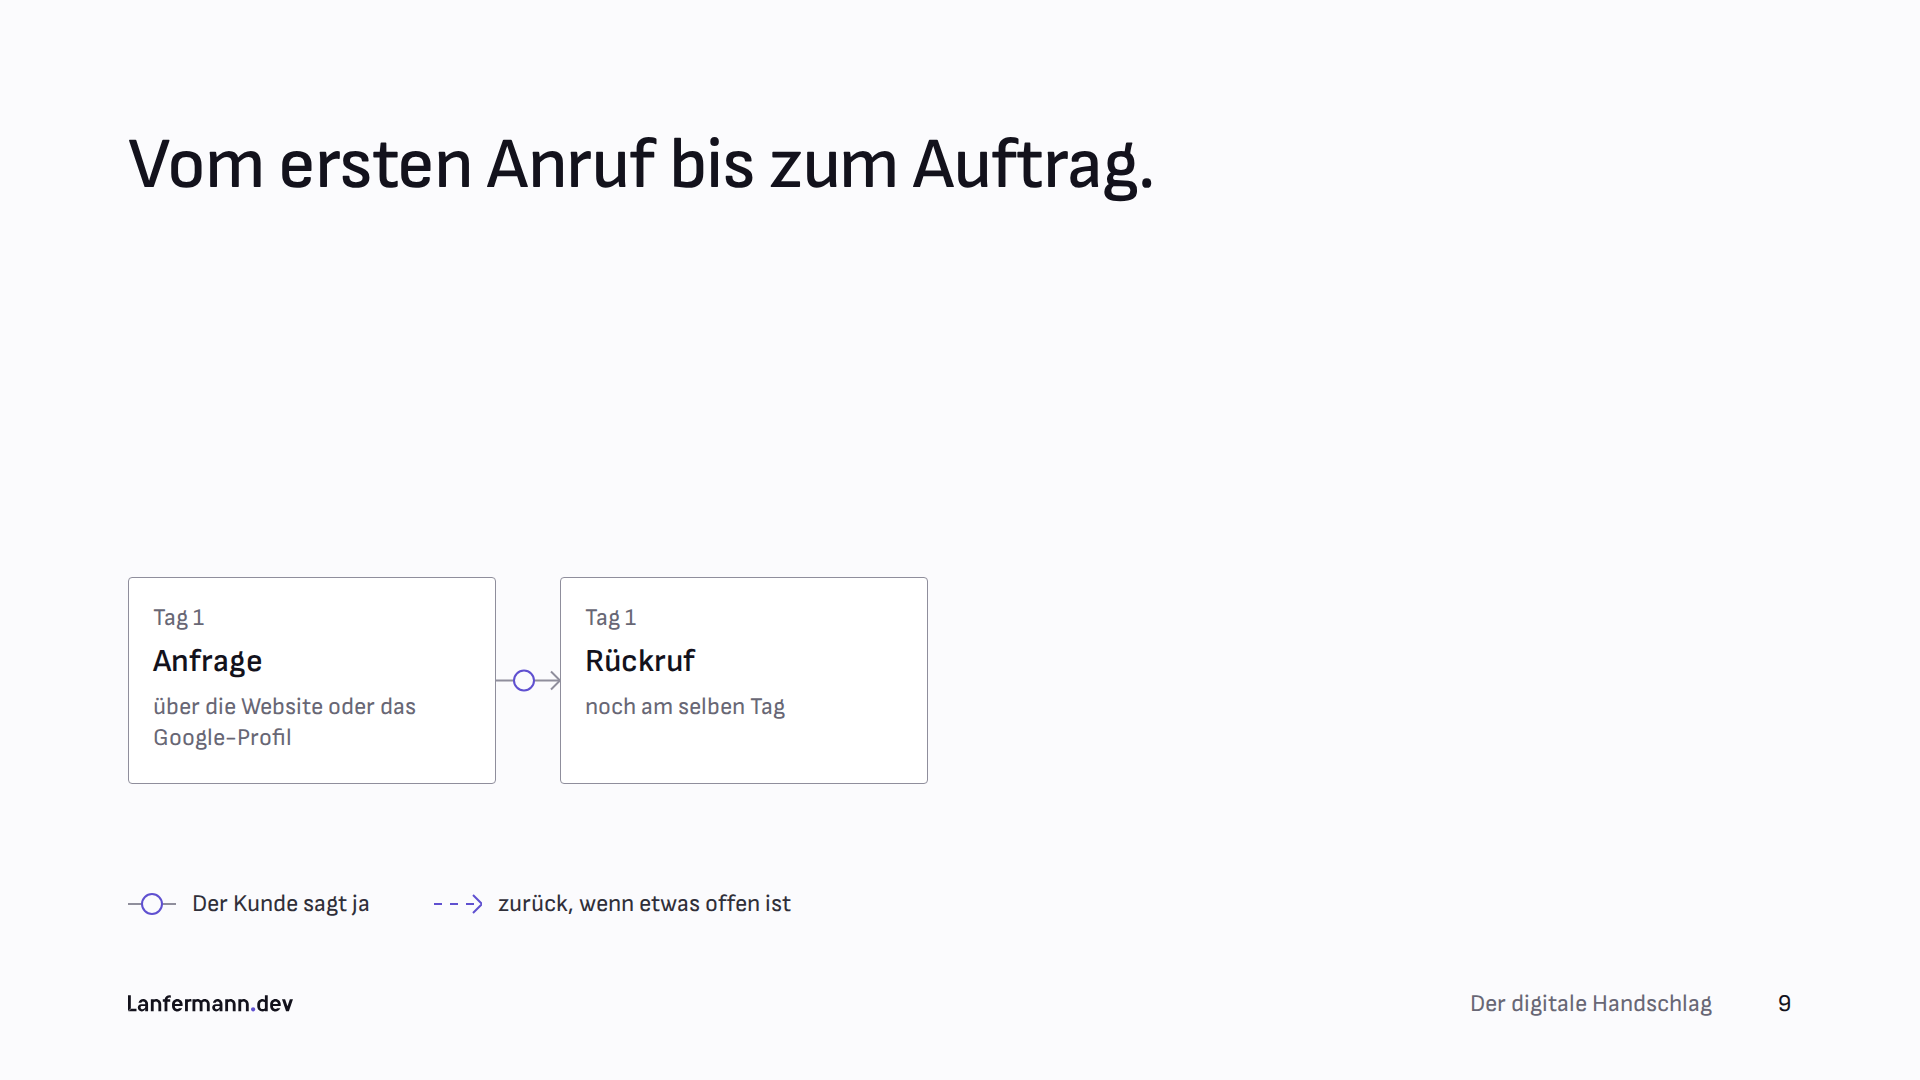 Vom ersten Anruf bis zum Auftrag.
Tag 1
Anfrage
über die Website oder das
Google-Profil
Tag 1
Rückruf
noch am selben Tag
Der Kunde sagt ja
zurück, wenn etwas offen ist
Lanfermann.dev
Der digitale Handschlag
9